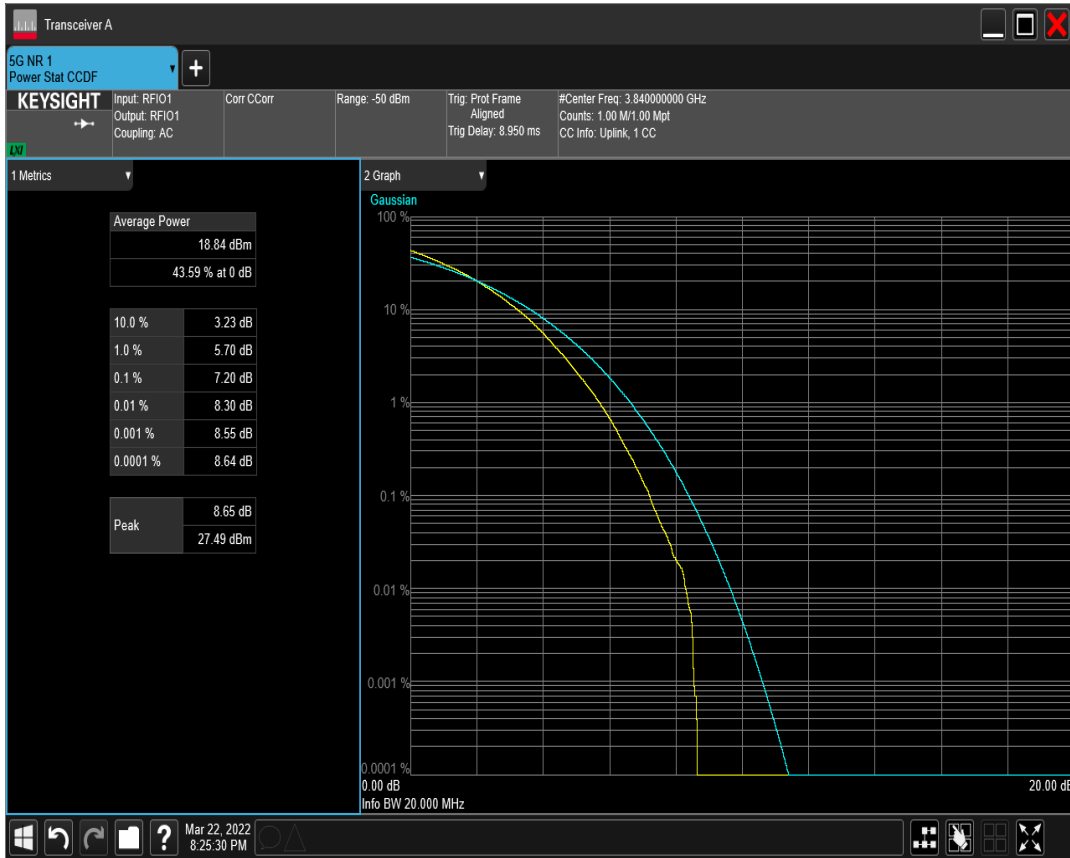 Transceiver A
5G NR 1
Power Stat CCDF
+
KEYSIGHT
LXI
Input: RFIO1
Output: RFIO1
Coupling: AC
Corr CCorr
Range: -50 dBm
Trig: Prot Frame
Aligned
Trig Delay: 8.950 ms
#Center Freq: 3.840000000 GHz
Counts: 1.00 M/1.00 Mpt
CC Info: Uplink, 1 CC
1 Metrics
Average Power
18.84 dBm
43.59 % at 0 dB
10.0 % 3.23 dB
1.0 % 5.70 dB
0.1 % 7.20 dB
0.01 % 8.30 dB
0.001 % 8.55 dB
0.0001 % 8.64 dB
Peak
8.65 dB
27.49 dBm
2 Graph
Gaussian
100 %
10 %
1 %
0.1 %
0.01 %
0.001 %
0.0001 %
0.00 dB 20.00 dB
Info BW 20.000 MHz
? Mar 22, 2022
8:25:30 PM